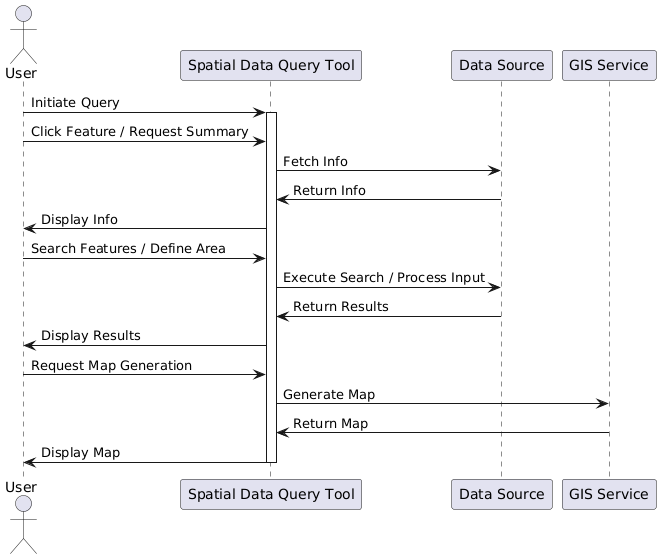 User
Spatial Data Query Tool
Data Source
GIS Service
Initiate Query
Click Feature / Request Summary
Fetch Info
Return Info
Display Info
Search Features / Define Area
Execute Search / Process Input
Return Results
Display Results
Request Map Generation
Generate Map
Return Map
Display Map
User
Spatial Data Query Tool
Data Source
GIS Service